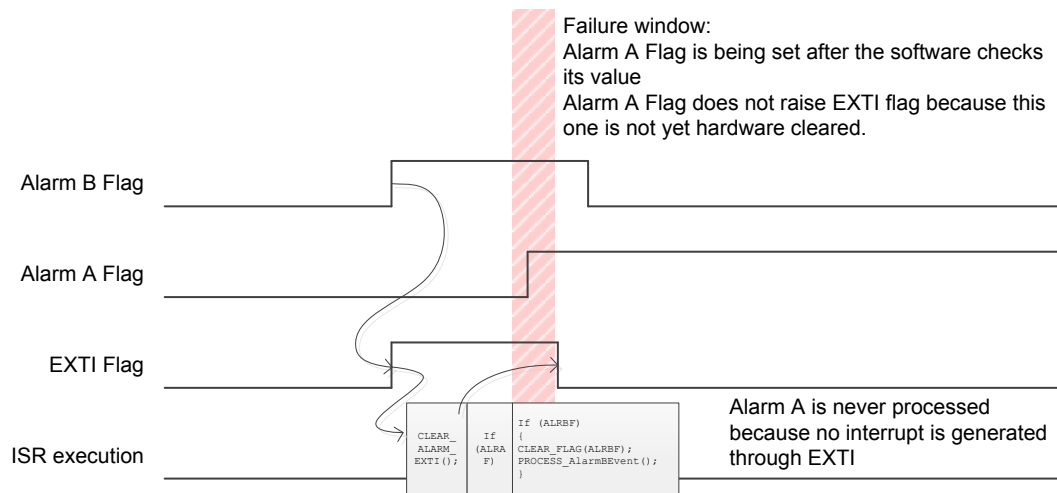 Failure window:
Alarm A Flag is being set after the software checks
its value
Alarm A Flag does not raise EXTI flag because this
one is not yet hardware cleared.
Alarm B Flag
Alarm A Flag
EXTI Flag
ISR execution
CLEAR_
ALARM_
EXTI();
If
(ALRA
F)
If (ALRBF)
{
CLEAR_FLAG(ALRBF);
PROCESS_AlarmBEvent();
}
Alarm A is never processed
because no interrupt is generated
through EXTI